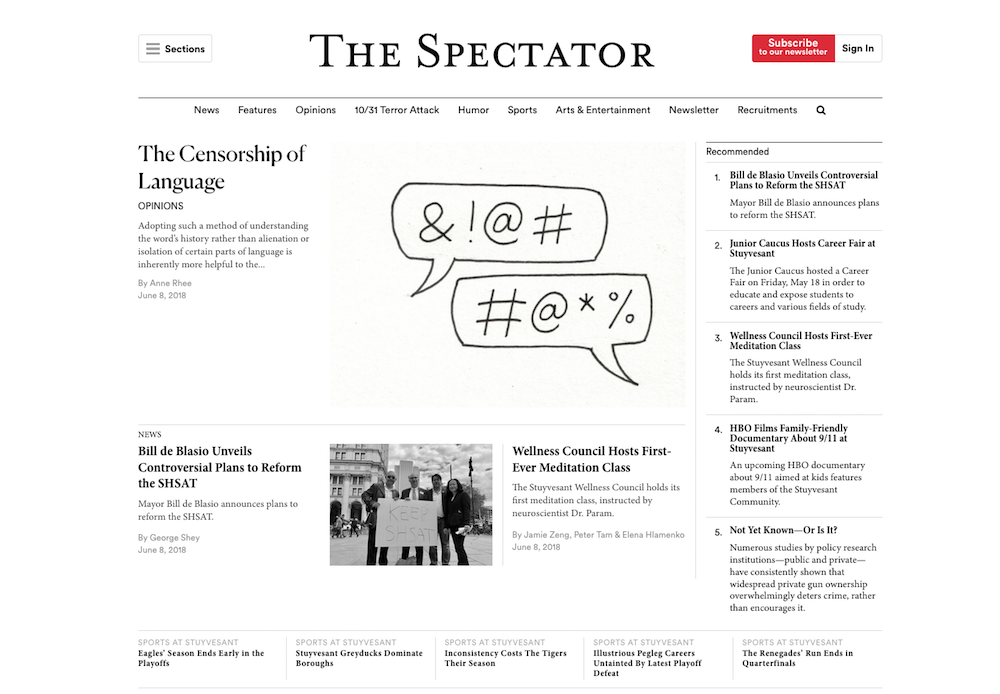 Sections
THE SPECTATOR
Subscribe
to our newsletter
Sign In
News Features Opinions 10/31 Terror Attack Humor Sports Arts & Entertainment Newsletter Recruitments
The Censorship of
Language
OPINIONS
Adopting such a method of understanding
the word's history rather than alienation or
isolation of certain parts of language is
inherently more helpful to the...
By Anne Rhee
June 8, 2018
&!@#
#@*%
NEWS
Bill de Blasio Unveils
Controversial Plans to Reform
the SHSAT
Mayor Bill de Blasio announces plans to
reform the SHSAT.
By George Shey
June 8, 2018
KEEP
SHSAT
Wellness Council Hosts First-
Ever Meditation Class
The Stuyvesant Wellness Council holds its
first meditation class, instructed by
neuroscientist Dr. Param.
By Jamie Zeng, Peter Tam & Elena Hlamenko
June 8, 2018
Recommended
1. Bill de Blasio Unveils Controversial
Plans to Reform the SHSAT
Mayor Bill de Blasio announces plans
to reform the SHSAT.
2. Junior Caucus Hosts Career Fair at
Stuyvesant
The Junior Caucus hosted a Career
Fair on Friday, May 18 in order to
educate and expose students to
careers and various fields of study.
3. Wellness Council Hosts First-Ever
Meditation Class
The Stuyvesant Wellness Council
holds its first meditation class,
instructed by neuroscientist Dr.
Param.
4. HBO Films Family-Friendly
Documentary About 9/11 at
Stuyvesant
An upcoming HBO documentary
about 9/11 aimed at kids features
members of the Stuyvesant
Community.
5. Not Yet Known—Or Is It?
Numerous studies by policy research
institutions—public and private—
have consistently shown that
widespread private gun ownership
overwhelmingly deters crime, rather
than encourages it.
SPORTS AT STUYVESANT
Eagles' Season Ends Early in the
Playoffs
SPORTS AT STUYVESANT
Stuyvesant Greyducks Dominate
Boroughs
SPORTS AT STUYVESANT
Inconsistency Costs The Tigers
Their Season
SPORTS AT STUYVESANT
Illustrious Pegleg Careers
Untainted By Latest Playoff
Defeat
SPORTS AT STUYVESANT
The Renegades' Run Ends in
Quarterfinals